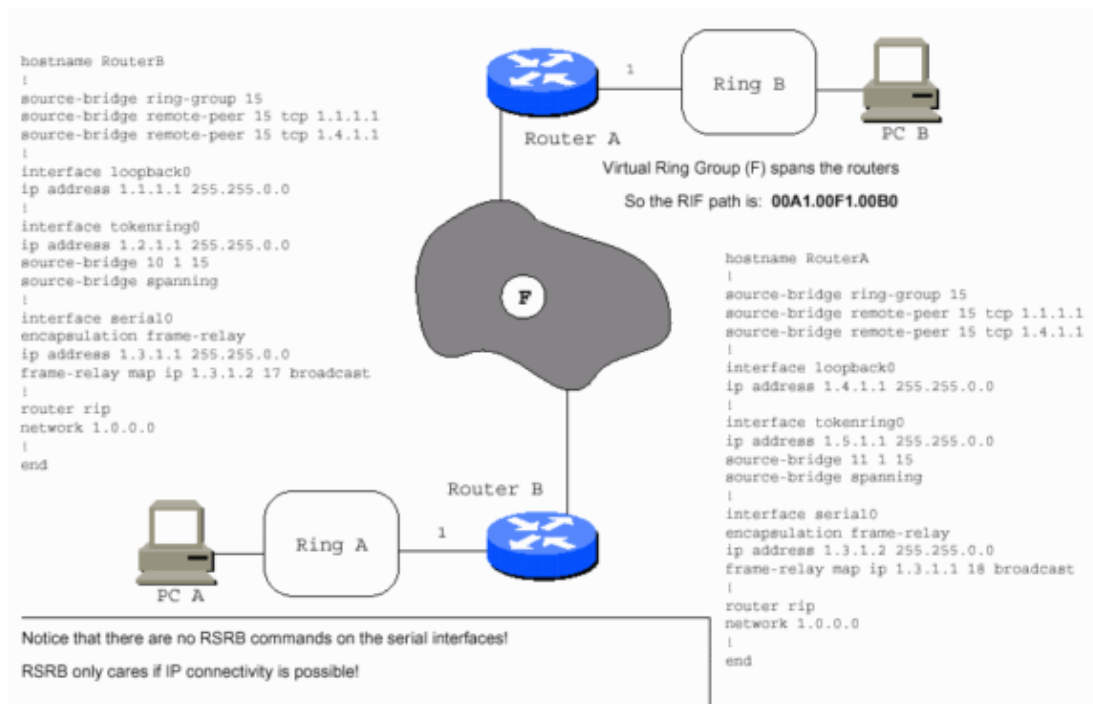 hostname RouterB
!
source-bridge ring-group 15
source-bridge remote-peer 15 tcp 1.1.1.1
source-bridge remote-peer 15 tcp 1.4.1.1
!
interface loopback0
ip address 1.1.1.1 255.255.0.0
!
interface tokenring0
ip address 1.2.1.1 255.255.0.0
source-bridge 10 1 15
source-bridge spanning
!
interface serial0
encapsulation frame-relay
ip address 1.3.1.1 255.255.0.0
frame-relay map ip 1.3.1.2 17 broadcast
!
router rip
network 1.0.0.0
!
end
1
Ring B
Router A
PC B
Virtual Ring Group (F) spans the routers
So the RIF path is: 00A1.00F1.00B0
F
hostname RouterA
!
source-bridge ring-group 15
source-bridge remote-peer 15 tcp 1.1.1.1
source-bridge remote-peer 15 tcp 1.4.1.1
!
interface loopback0
ip address 1.4.1.1 255.255.0.0
!
interface tokenring0
ip address 1.5.1.1 255.255.0.0
source-bridge 11 1 15
source-bridge spanning
!
interface serial0
encapsulation frame-relay
ip address 1.3.1.2 255.255.0.0
frame-relay map ip 1.3.1.1 18 broadcast
!
router rip
network 1.0.0.0
!
end
Router B
Ring A
1
PC A
Notice that there are no RSRB commands on the serial interfaces!
RSRB only cares if IP connectivity is possible!